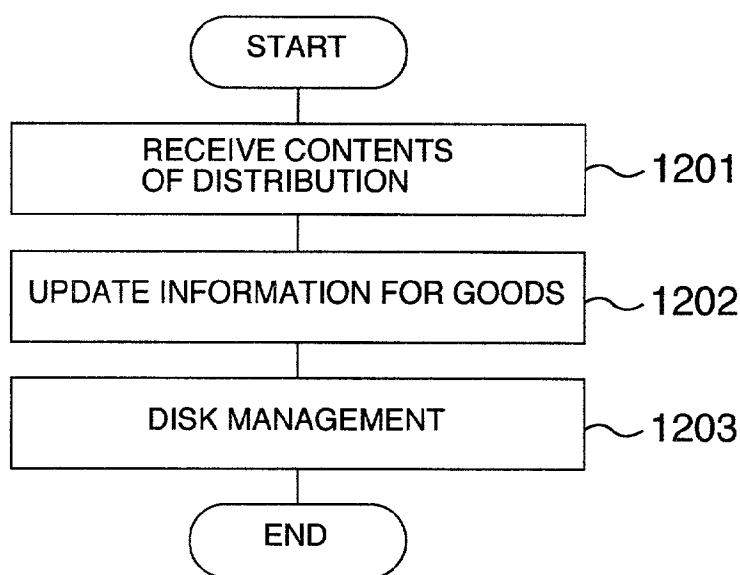 START
RECEIVE CONTENTS
OF DISTRIBUTION
1201
UPDATE INFORMATION FOR GOODS
1202
DISK MANAGEMENT
1203
END